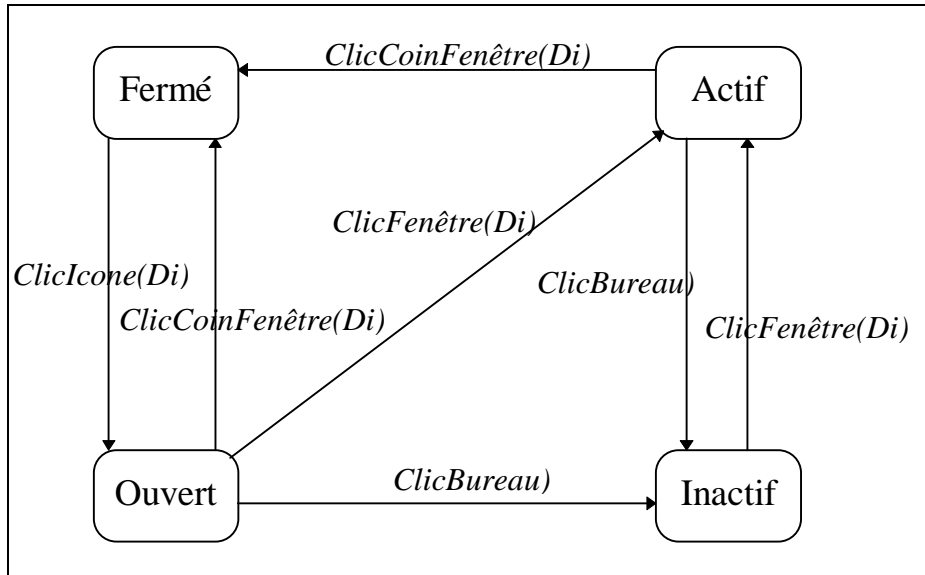 ClicCoinFenêtre(Di)
Fermé
Actif
ClicFenêtre(Di)
ClicIcone(Di)
ClicBureau)
ClicCoinFenêtre(Di)
ClicFenêtre(Di)
Ouvert
ClicBureau)
Inactif